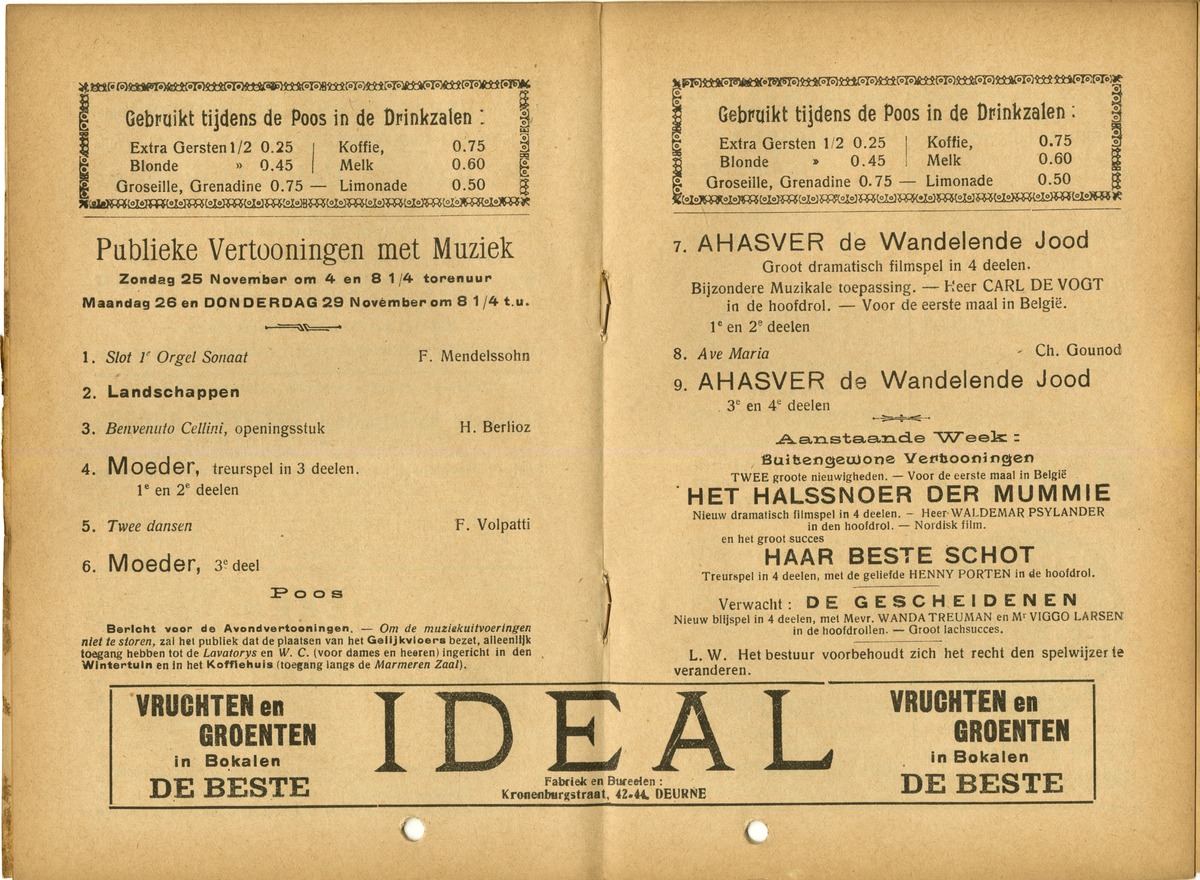 Gebruikt tijdens de Poos in de Drinkzalen :
Extra Gersten 1/2 0.25 | Koffie, 0.75
Blonde » 0.45 | Melk 0.60
Groseille, Grenadine 0.75 — Limonade 0.50
Publieke Vertooningen met Muziek
Zondag 25 November om 4 en 8 1/4 torenuur
Maandag 26 en DONDERDAG 29 November om 8 1/4 t.u.
1. Slot 1e Orgel Sonaat F. Mendelssohn
2. Landschappen
3. Benvenuto Cellini, openingsstuk H. Berlioz
4. Moeder, treurspel in 3 deelen.
1e en 2e deelen
5. Twee dansen F. Volpatti
6. Moeder, 3e deel
Poos
Bericht voor de Avondvertooningen. — Om de muziekuitvoeringen
niet te storen, zal het publiek dat de plaatsen van het Gelijkvloers bezet, alleenlijk
toegang hebben tot de Lavatorys en W. C. (voor dames en heeren) ingericht in den
Wintertuin en in het Koffiehuis (toegang langs de Marmeren Zaal).
Gebruikt tijdens de Poos in de Drinkzalen :
Extra Gersten 1/2 0.25 | Koffie, 0.75
Blonde » 0.45 | Melk 0.60
Groseille, Grenadine 0.75 — Limonade 0.50
7. AHASVER de Wandelende Jood
Groot dramatisch filmspel in 4 deelen.
Bijzondere Muzikale toepassing. — Heer CARL DE VOGT
in de hoofdrol. — Voor de eerste maal in België.
1e en 2e deelen
8. Ave Maria - Ch. Gounod
9. AHASVER de Wandelende Jood
3e en 4e deelen
Aanstaande Week :
Buitengewone Vertooningen
TWEE groote nieuwigheden. — Voor de eerste maal in België
HET HALSSNOER DER MUMMIE
Nieuw dramatisch filmspel in 4 deelen. – Heer WALDEMAR PSYLANDER
in den hoofdrol. — Nordisk film.
en het groot succes
HAAR BESTE SCHOT
Treurspel in 4 deelen, met de geliefde HENNY PORTEN in de hoofdrol.
Verwacht : DE GESCHEIDENEN
Nieuw blijspel in 4 deelen, met Mevr. WANDA TREUMAN en Mr VIGGO LARSEN
in de hoofdrollen. — Groot lachsucces.
L. W. Het bestuur voorbehoudt zich het recht den spelwijzer te
veranderen.
VRUCHTEN en
GROENTEN
in Bokalen
DE BESTE
IDEAL
Fabriek en Bureelen :
Kronenburgstraat, 42-44, DEURNE
VRUCHTEN en
GROENTEN
in Bokalen
DE BESTE